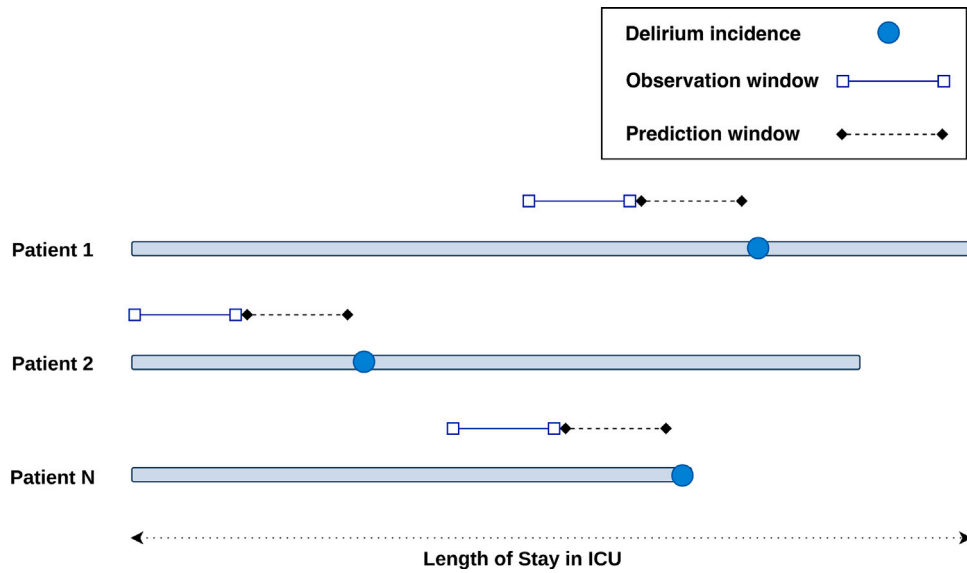 Delirium incidence
Observation window
Prediction window
Patient 1
Patient 2
Patient N
Length of Stay in ICU